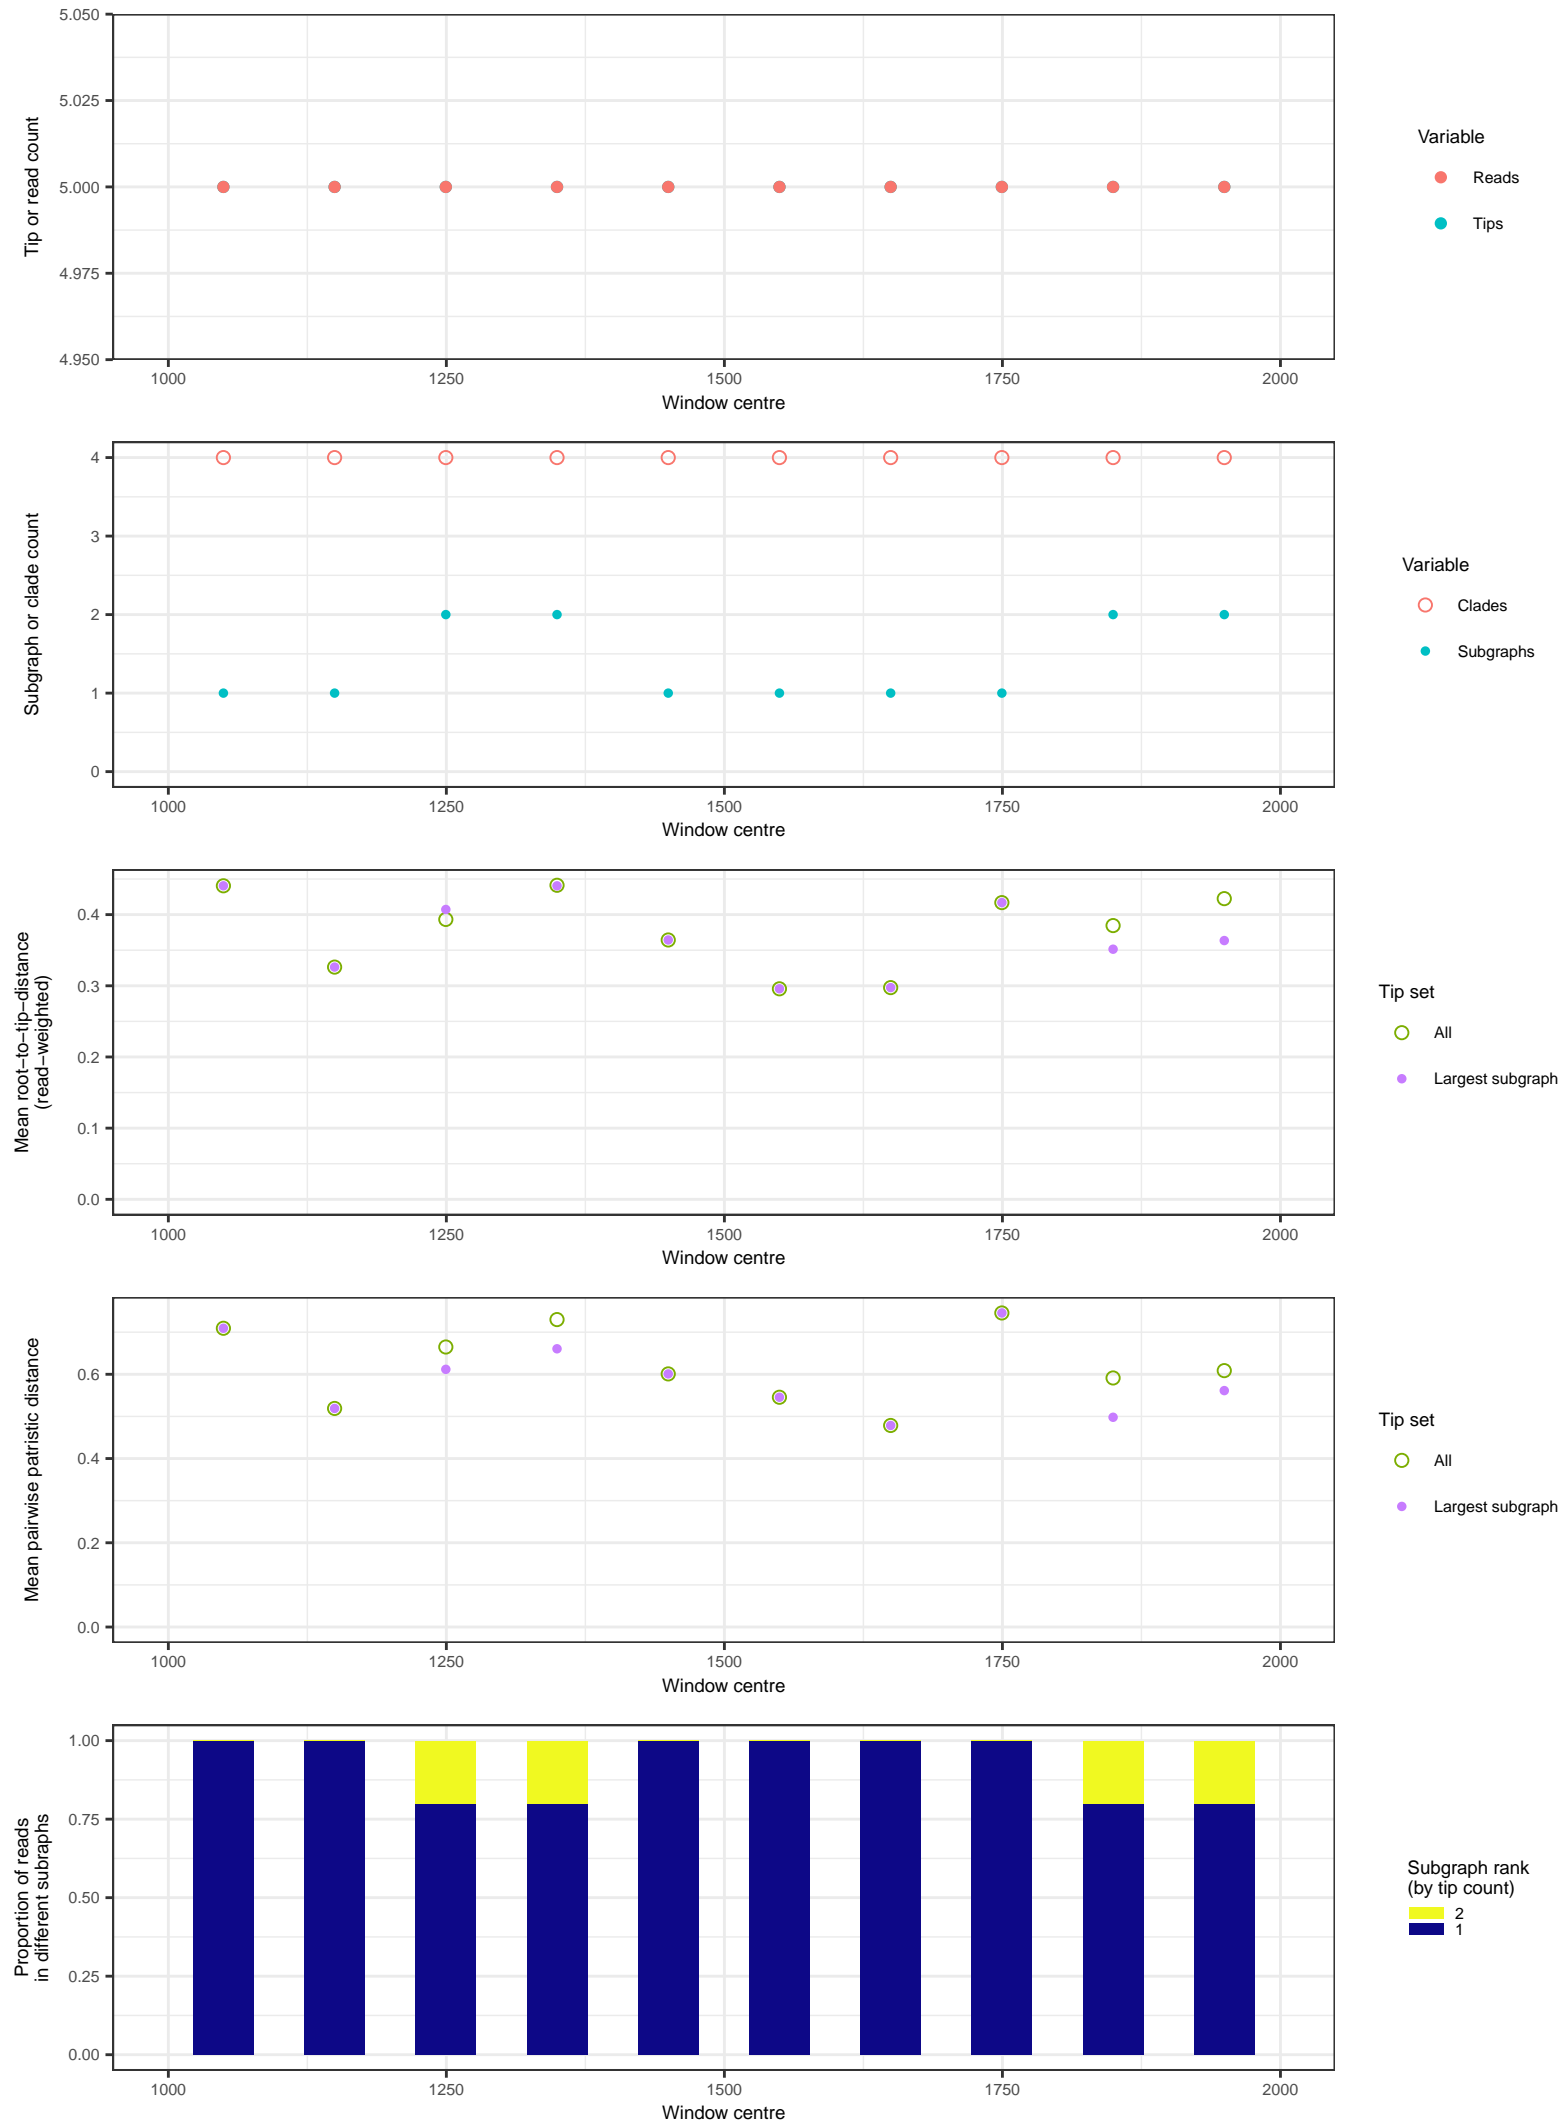 5.050
5.025
5.000
4.975
4.950
Tip or read count
1000 1250 1500 1750 2000
Window centre
Variable
Reads
Tips
4
3
2
1
0
Subgraph or clade count
1000 1250 1500 1750 2000
Window centre
Variable
Clades
Subgraphs
0.4
0.3
0.2
0.1
0.0
Mean root−to−tip−distance
(read−weighted)
1000 1250 1500 1750 2000
Window centre
Tip set
All
Largest subgraph
0.6
0.4
0.2
0.0
Mean pairwise patristic distance
1000 1250 1500 1750 2000
Window centre
Tip set
All
Largest subgraph
1.00
0.75
0.50
0.25
0.00
Proportion of reads
in different subraphs
1000 1250 1500 1750 2000
Window centre
Subgraph rank
(by tip count)
2
1